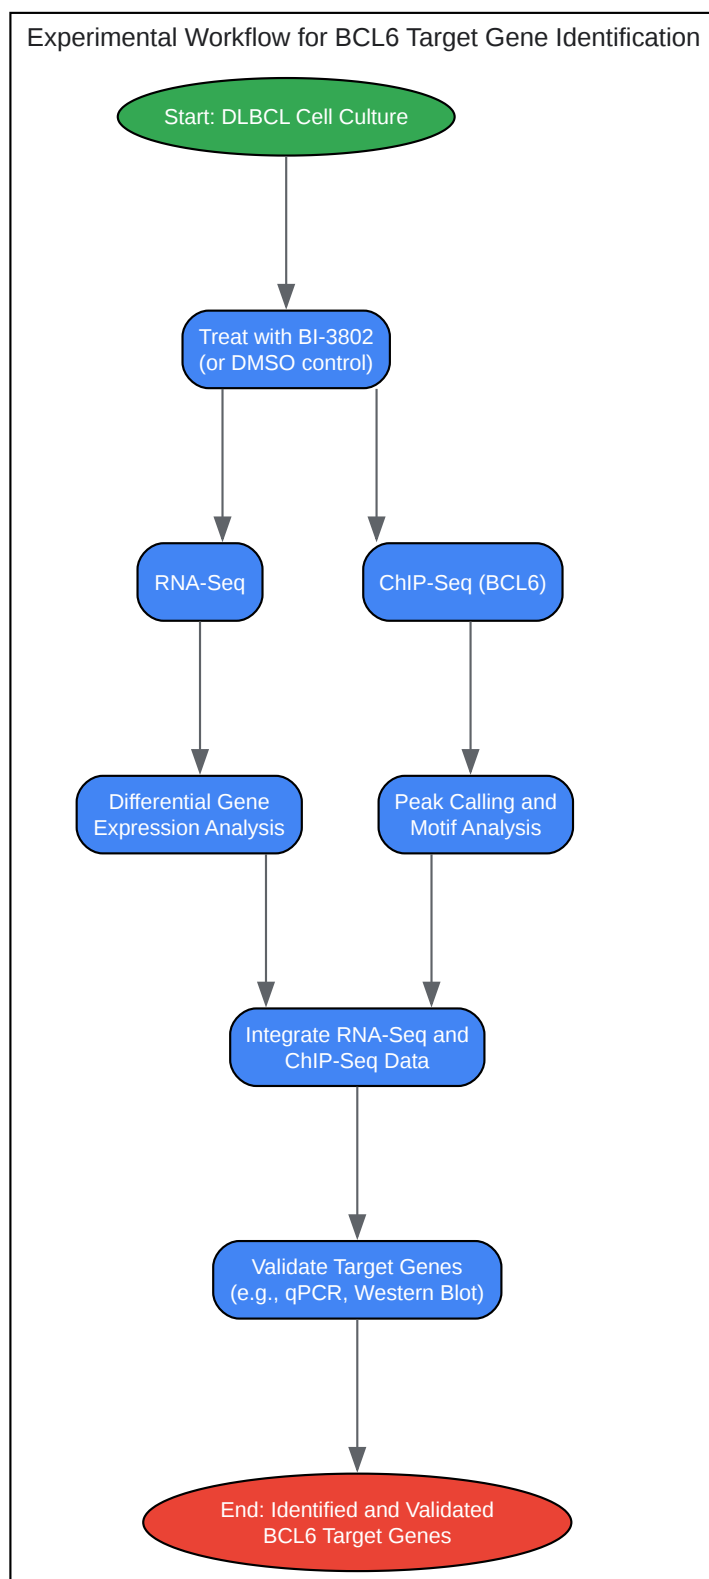 Experimental Workflow for BCL6 Target Gene Identification
Start: DLBCL Cell Culture
Treat with BI-3802
(or DMSO control)
RNA-Seq
ChIP-Seq (BCL6)
Differential Gene
Expression Analysis
Peak Calling and
Motif Analysis
Integrate RNA-Seq and
ChIP-Seq Data
Validate Target Genes
(e.g., qPCR, Western Blot)
End: Identified and Validated
BCL6 Target Genes